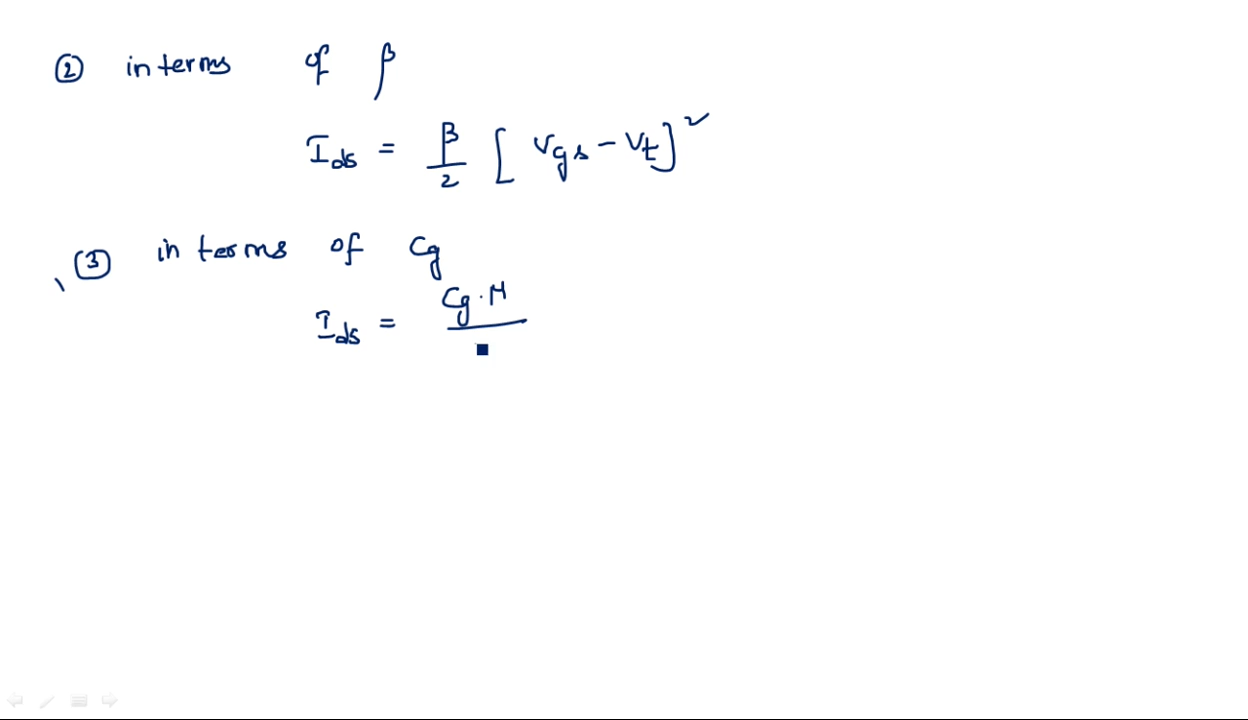 ② in terms of β
Ids = β/2 [Vgs - Vt]²
③ in terms of Cg
Ids = Cg·μ/